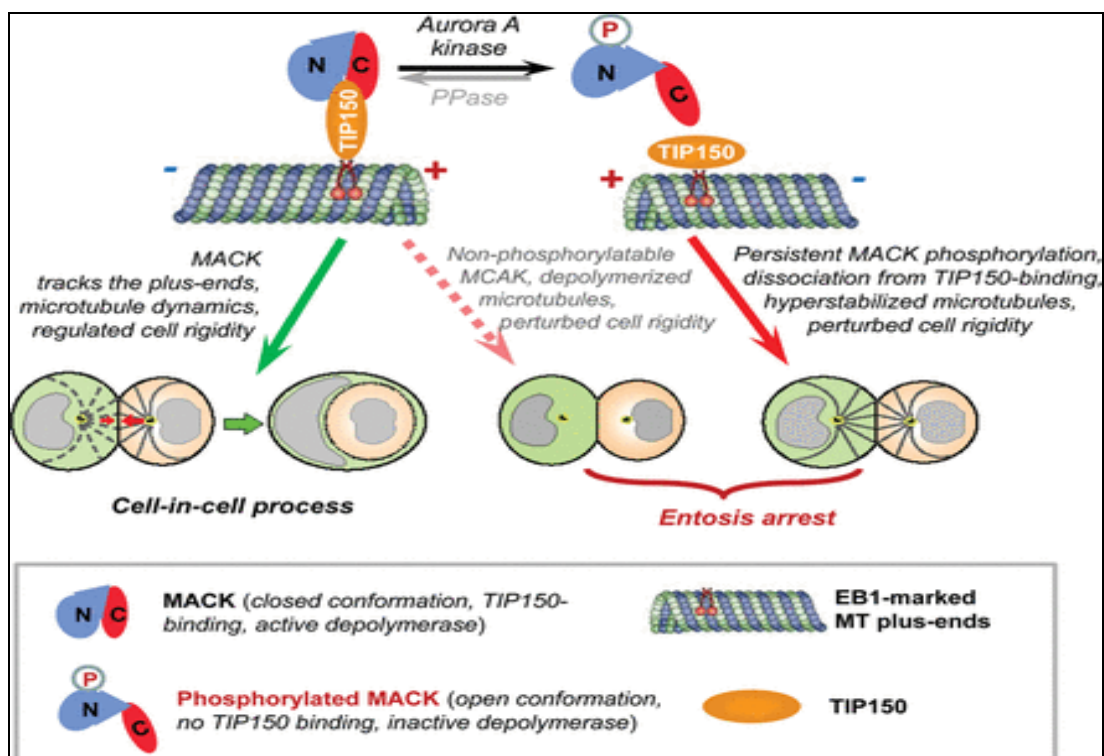 Aurora A
kinase
PPase
N
C
TIP150
P
N
C
TIP150
-
+
+
-
MACK
tracks the plus-ends,
microtubule dynamics,
regulated cell rigidity
Non-phosphorylatable
MCAK, depolymerized
microtubules,
perturbed cell rigidity
Persistent MACK phosphorylation,
dissociation from TIP150-binding,
hyperstabilized microtubules,
perturbed cell rigidity
Cell-in-cell process
Entosis arrest
N
C
MACK (closed conformation, TIP150-
binding, active depolymerase)
EB1-marked
MT plus-ends
P
N
C
Phosphorylated MACK (open conformation,
no TIP150 binding, inactive depolymerase)
TIP150